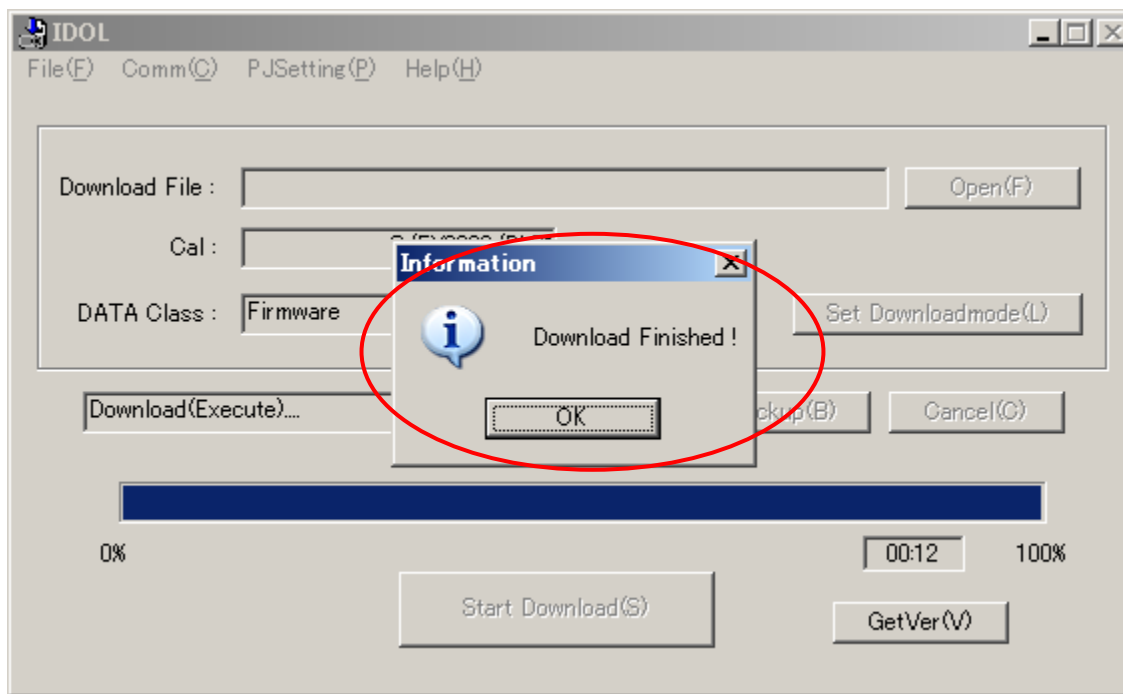 IDOL
File(F) Comm(C) PJSetting(P) Help(H)
Download File :
Open(F)
Cal :
Information
DATA Class :
Firmware
Download Finished !
Set Downloadmode(L)
OK
Download(Execute)...
Cancel(C)
0%
00:12
100%
Start Download(S)
GetVer(V)